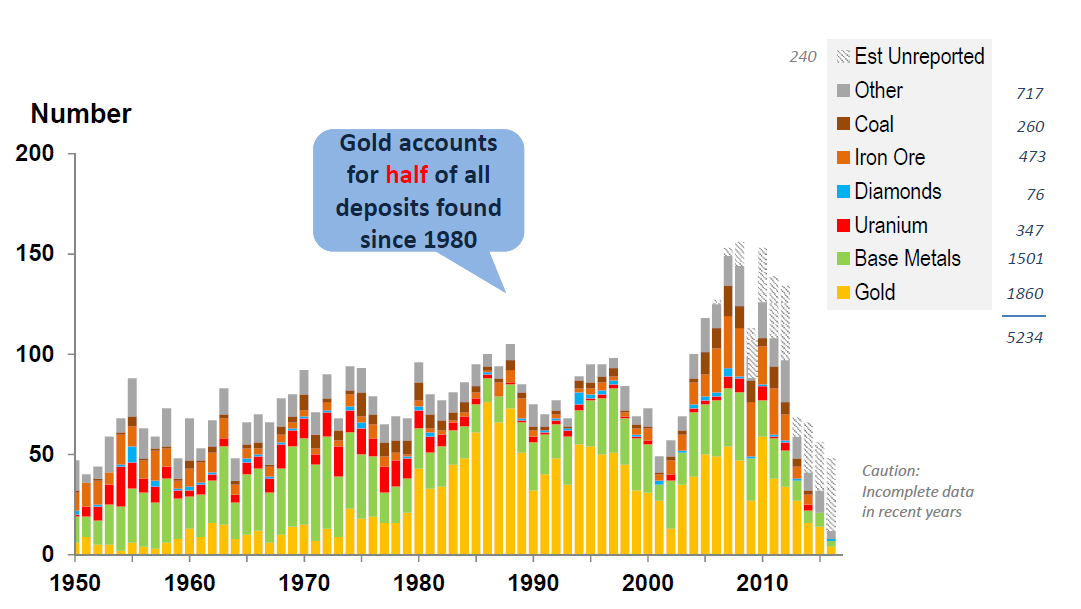 240
Est Unreported
Other 717
Coal 260
Iron Ore 473
Diamonds 76
Uranium 347
Base Metals 1501
Gold 1860
5234
Number
200
150
100
50
0
Gold accounts
for half of all
deposits found
since 1980
Caution:
Incomplete data
in recent years
1950 1960 1970 1980 1990 2000 2010